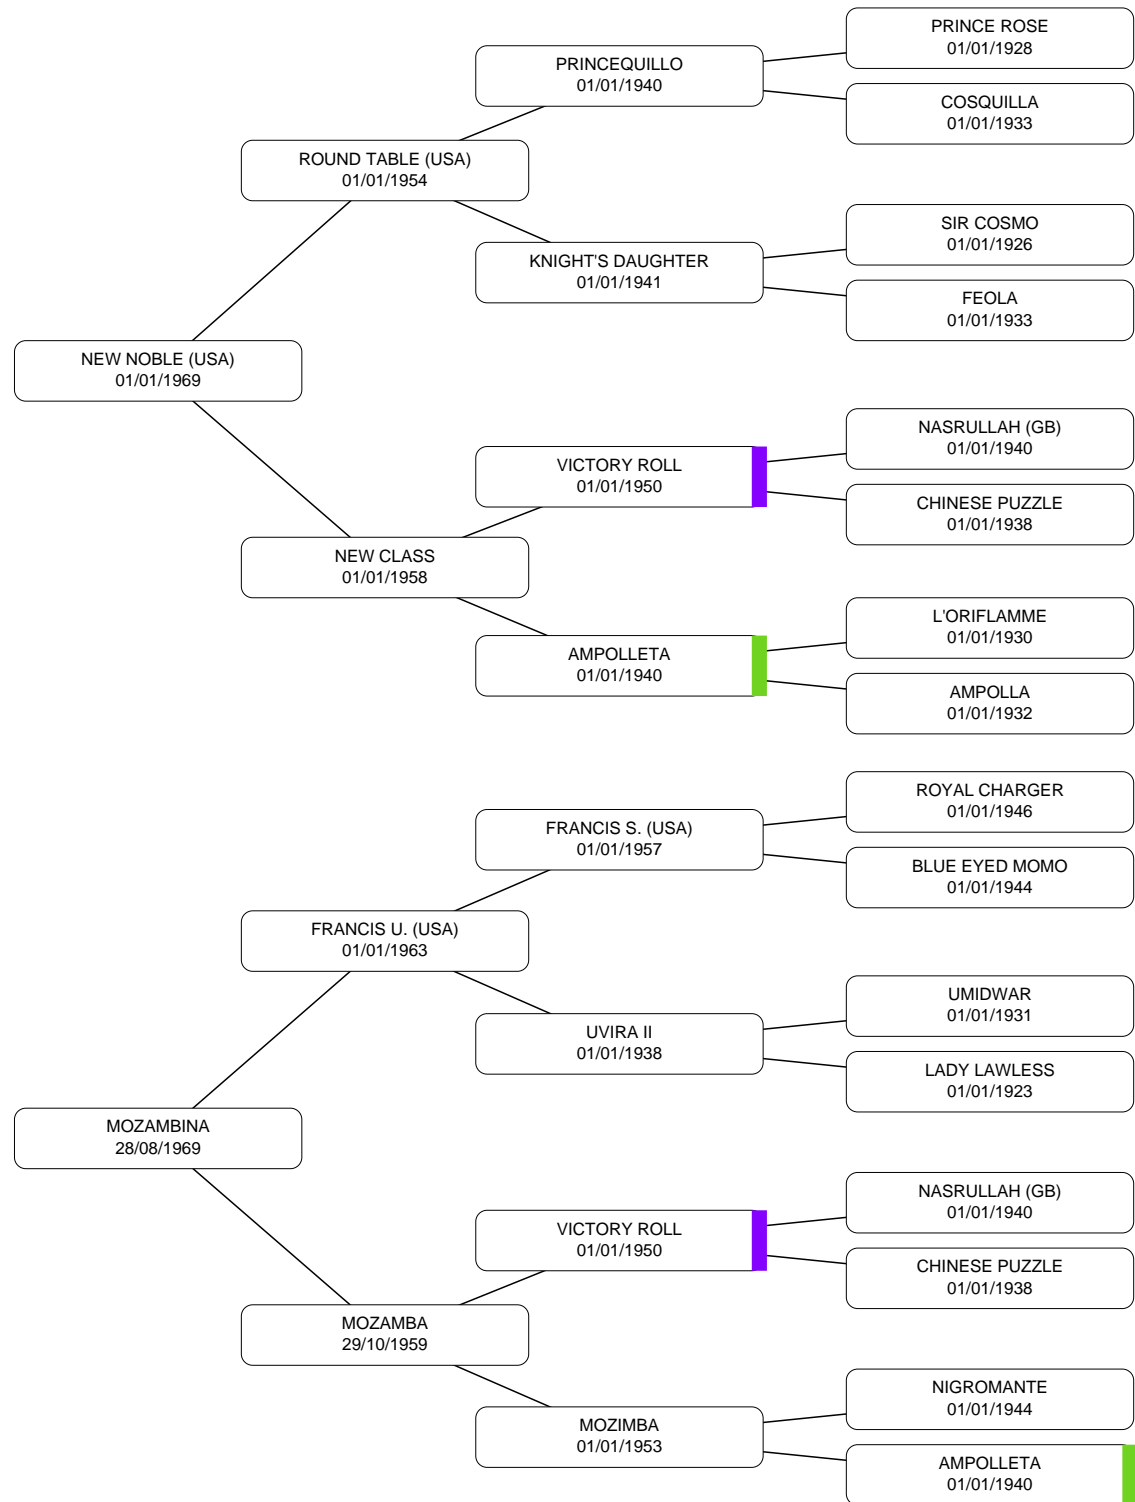 PRINCE ROSE
01/01/1928
PRINCEQUILLO
01/01/1940
COSQUILLA
01/01/1933
ROUND TABLE (USA)
01/01/1954
SIR COSMO
01/01/1926
KNIGHT'S DAUGHTER
01/01/1941
FEOLA
01/01/1933
NEW NOBLE (USA)
01/01/1969
NASRULLAH (GB)
01/01/1940
VICTORY ROLL
01/01/1950
CHINESE PUZZLE
01/01/1938
NEW CLASS
01/01/1958
L'ORIFLAMME
01/01/1930
AMPOLLETA
01/01/1940
AMPOLLA
01/01/1932
ROYAL CHARGER
01/01/1946
FRANCIS S. (USA)
01/01/1957
BLUE EYED MOMO
01/01/1944
FRANCIS U. (USA)
01/01/1963
UMIDWAR
01/01/1931
UVIRA II
01/01/1938
LADY LAWLESS
01/01/1923
MOZAMBINA
28/08/1969
NASRULLAH (GB)
01/01/1940
VICTORY ROLL
01/01/1950
CHINESE PUZZLE
01/01/1938
MOZAMBA
29/10/1959
NIGROMANTE
01/01/1944
MOZIMBA
01/01/1953
AMPOLLETA
01/01/1940